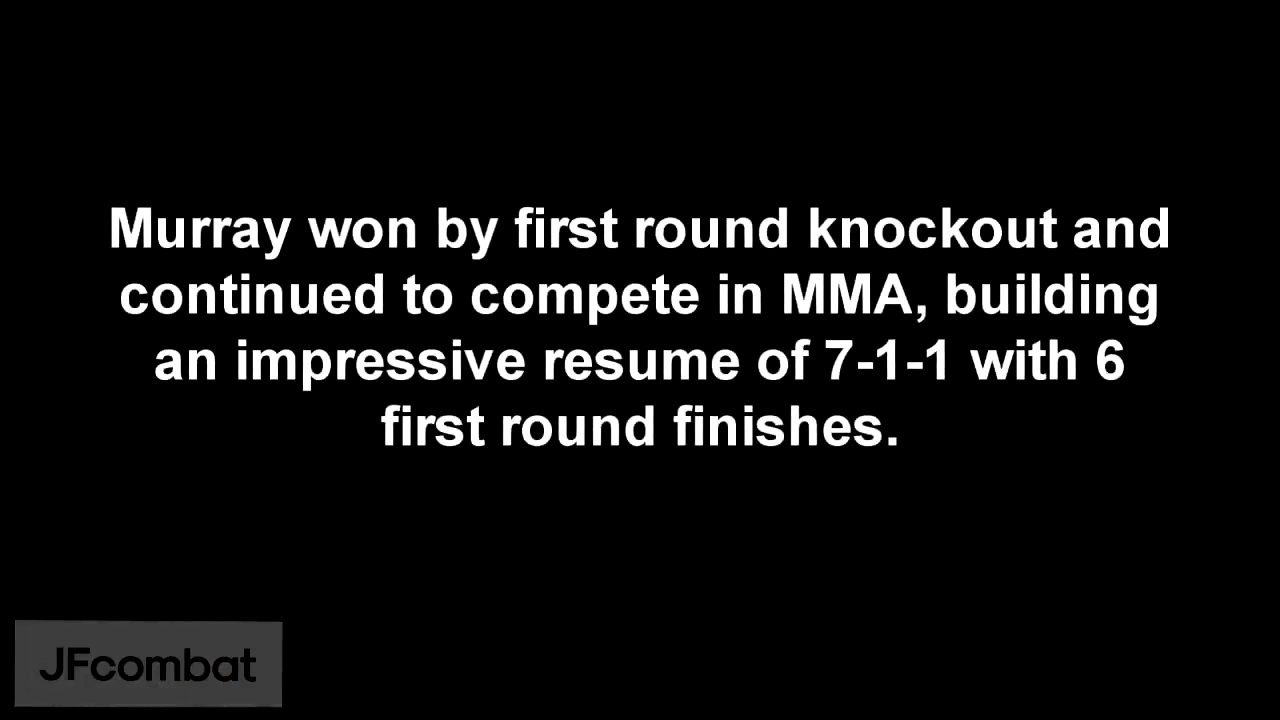 Murray won by first round knockout and
continued to compete in MMA, building
an impressive resume of 7-1-1 with 6
first round finishes.
JFcombat